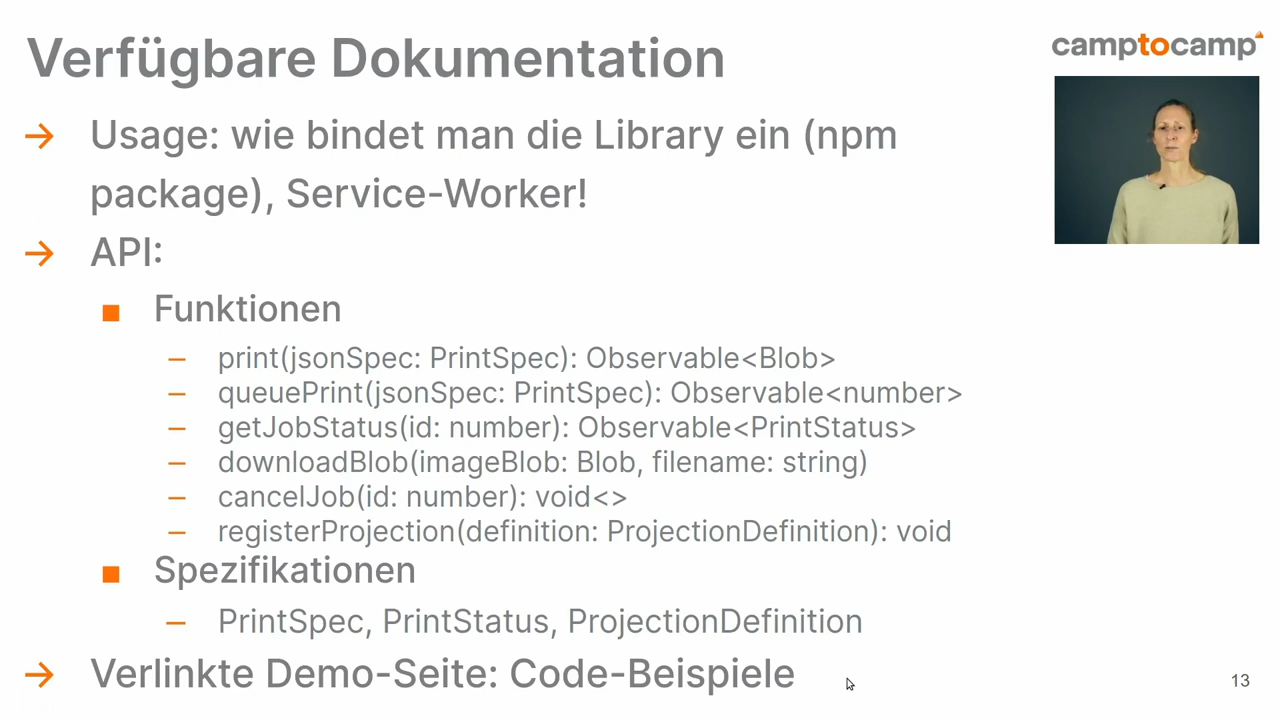 Verfügbare Dokumentation
camptocamp
→ Usage: wie bindet man die Library ein (npm
package), Service-Worker!
→ API:
■ Funktionen
– print(jsonSpec: PrintSpec): Observable<Blob>
– queuePrint(jsonSpec: PrintSpec): Observable<number>
– getJobStatus(id: number): Observable<PrintStatus>
– downloadBlob(imageBlob: Blob, filename: string)
– cancelJob(id: number): void<>
– registerProjection(definition: ProjectionDefinition): void
■ Spezifikationen
– PrintSpec, PrintStatus, ProjectionDefinition
→ Verlinkte Demo-Seite: Code-Beispiele
13